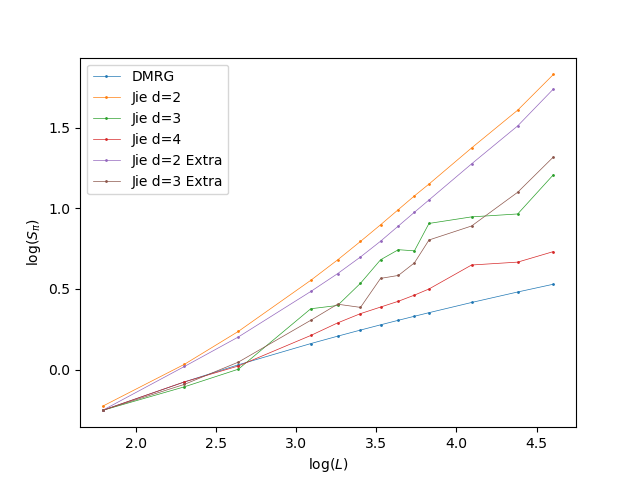 DMRG
Jie d=2
Jie d=3
Jie d=4
Jie d=2 Extra
Jie d=3 Extra
1.5
1.0
0.5
0.0
log(Sπ)
2.0 2.5 3.0 3.5 4.0 4.5
log(L)